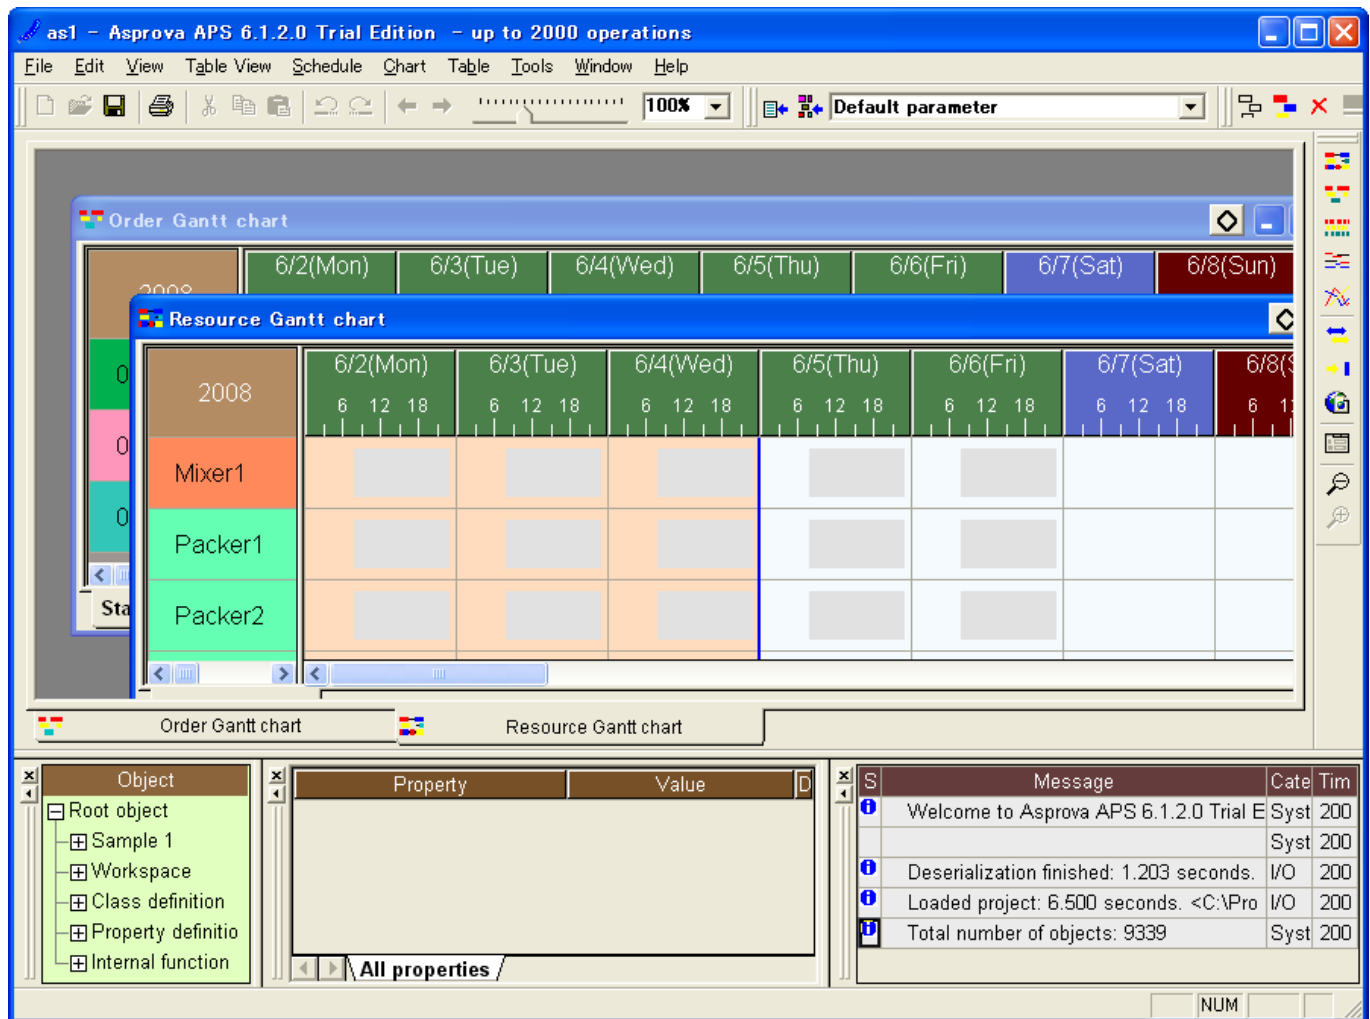 as1 - Asprova APS 6.1.2.0 Trial Edition - up to 2000 operations
File Edit View Table View Schedule Chart Table Tools Window Help
100% Default parameter
Order Gantt chart
6/2(Mon) 6/3(Tue) 6/4(Wed) 6/5(Thu) 6/6(Fri) 6/7(Sat) 6/8(Sun)
2008
Resource Gantt chart
2008 6/2(Mon) 6/3(Tue) 6/4(Wed) 6/5(Thu) 6/6(Fri) 6/7(Sat) 6/8(S
6 12 18 6 12 18 6 12 18 6 12 18 6 12 18 6 12 18 6 1
0
Mixer1
0
Packer1
0
Sta
Packer2
Order Gantt chart Resource Gantt chart
Object
Root object
Sample 1
Workspace
Class definition
Property definitio
Internal function
Property Value D
All properties
S Message Cate Tim
Welcome to Asprova APS 6.1.2.0 Trial E Syst 200
Syst 200
Deserialization finished: 1.203 seconds. I/O 200
Loaded project: 6.500 seconds. <C:\Pro I/O 200
Total number of objects: 9339 Syst 200
NUM